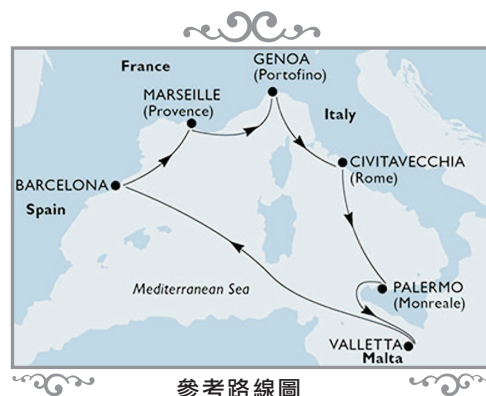 France
GENOA
(Portofino)
MARSEILLE
(Provence)
Italy
CIVITAVECCHIA
(Rome)
BARCELONA
Spain
Mediterranean Sea
PALERMO
(Monreale)
VALLETTA
Malta
參考路線圖